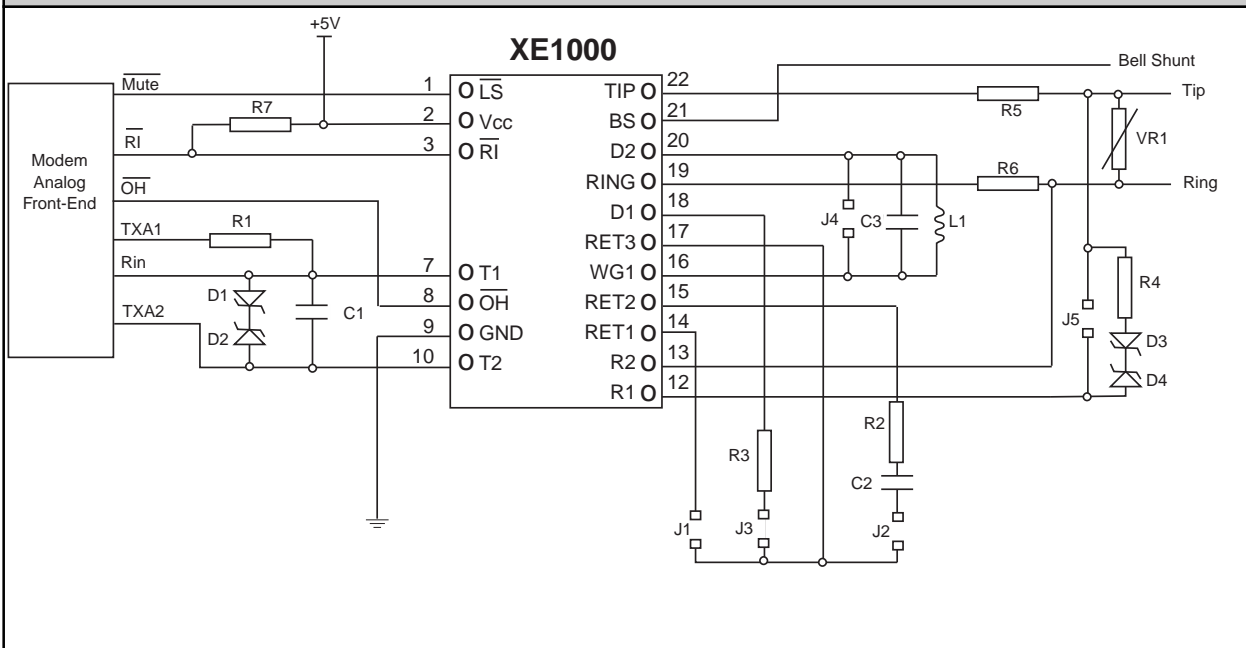 +5V
XE1000
Bell Shunt
Mute
1
LS
TIP
22
Tip
R7
R5
2
Vcc
BS
21
RI
3
RI
D2
20
VR1
Modem
Analog
Front-End
RING
19
R6
Ring
OH
D1
18
J4
C3
L1
TXA1
R1
RET3
17
Rin
7
T1
WG1
16
D1
8
OH
RET2
15
R4
TXA2
C1
J5
D2
9
GND
RET1
14
D3
10
T2
R2
13
D4
R1
12
R3
R2
C2
J1
J3
J2